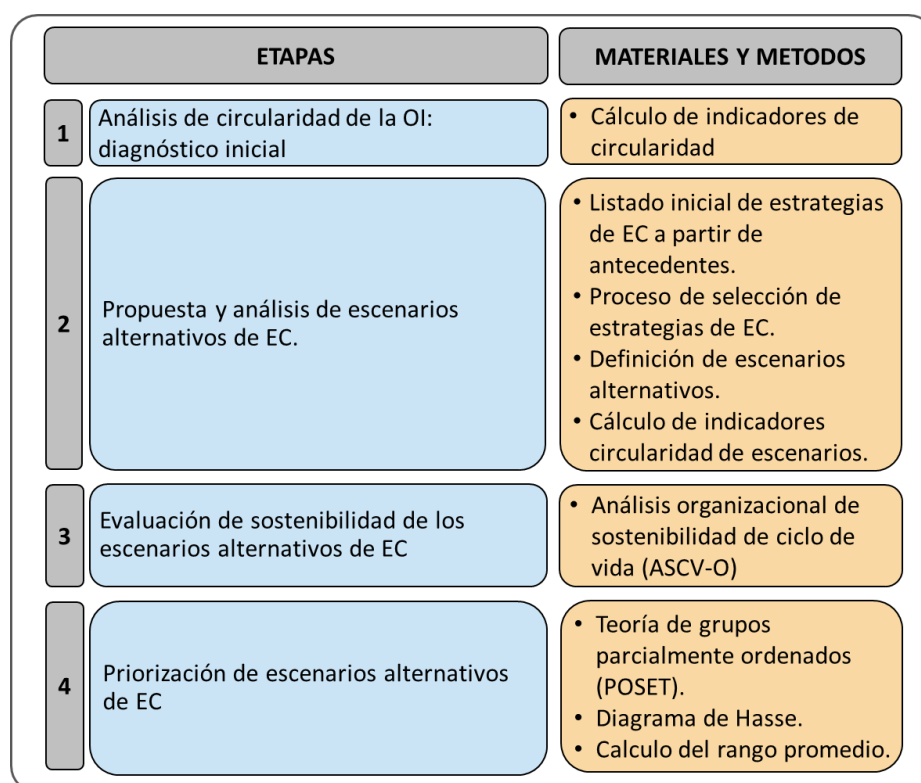 ETAPAS
MATERIALES Y METODOS
1
Análisis de circularidad de la OI:
diagnóstico inicial
• Cálculo de indicadores de
circularidad
2
Propuesta y análisis de escenarios
alternativos de EC.
• Listado inicial de estrategias
de EC a partir de
antecedentes.
• Proceso de selección de
estrategias de EC.
• Definición de escenarios
alternativos.
• Cálculo de indicadores
circularidad de escenarios.
3
Evaluación de sostenibilidad de los
escenarios alternativos de EC
• Análisis organizacional de
sostenibilidad de ciclo de
vida (ASCV-O)
4
Priorización de escenarios alternativos
de EC
• Teoría de grupos
parcialmente ordenados
(POSET).
• Diagrama de Hasse.
• Calculo del rango promedio.